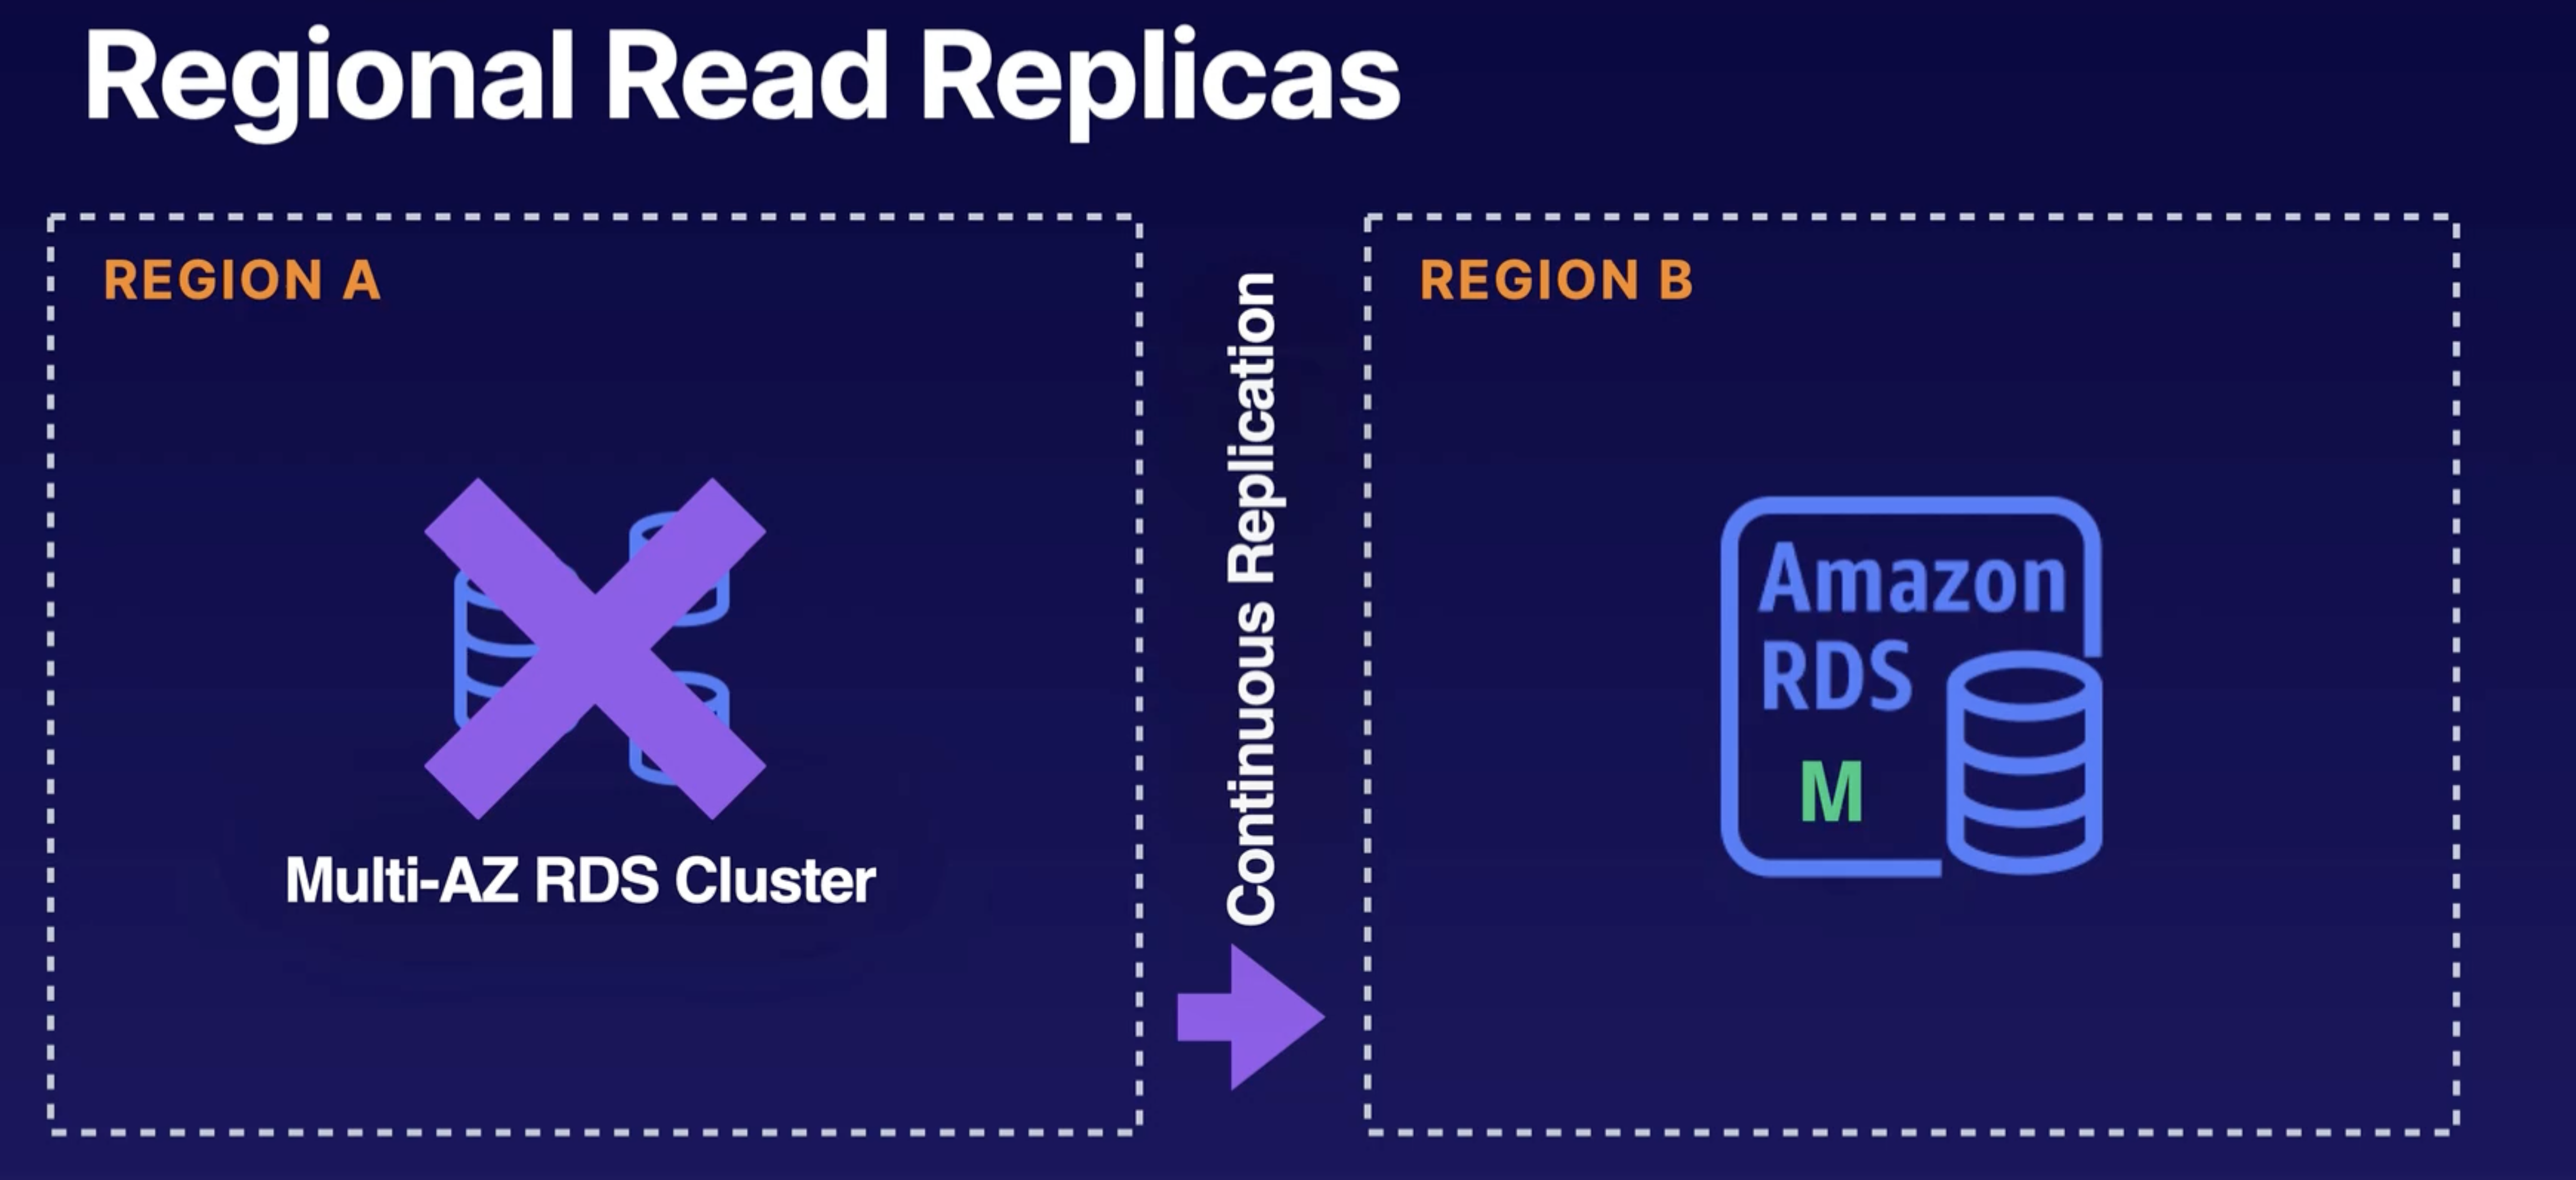 Regional Read Replicas
REGION A
Multi-AZ RDS Cluster
Continuous Replication
REGION B
Amazon
RDS
M